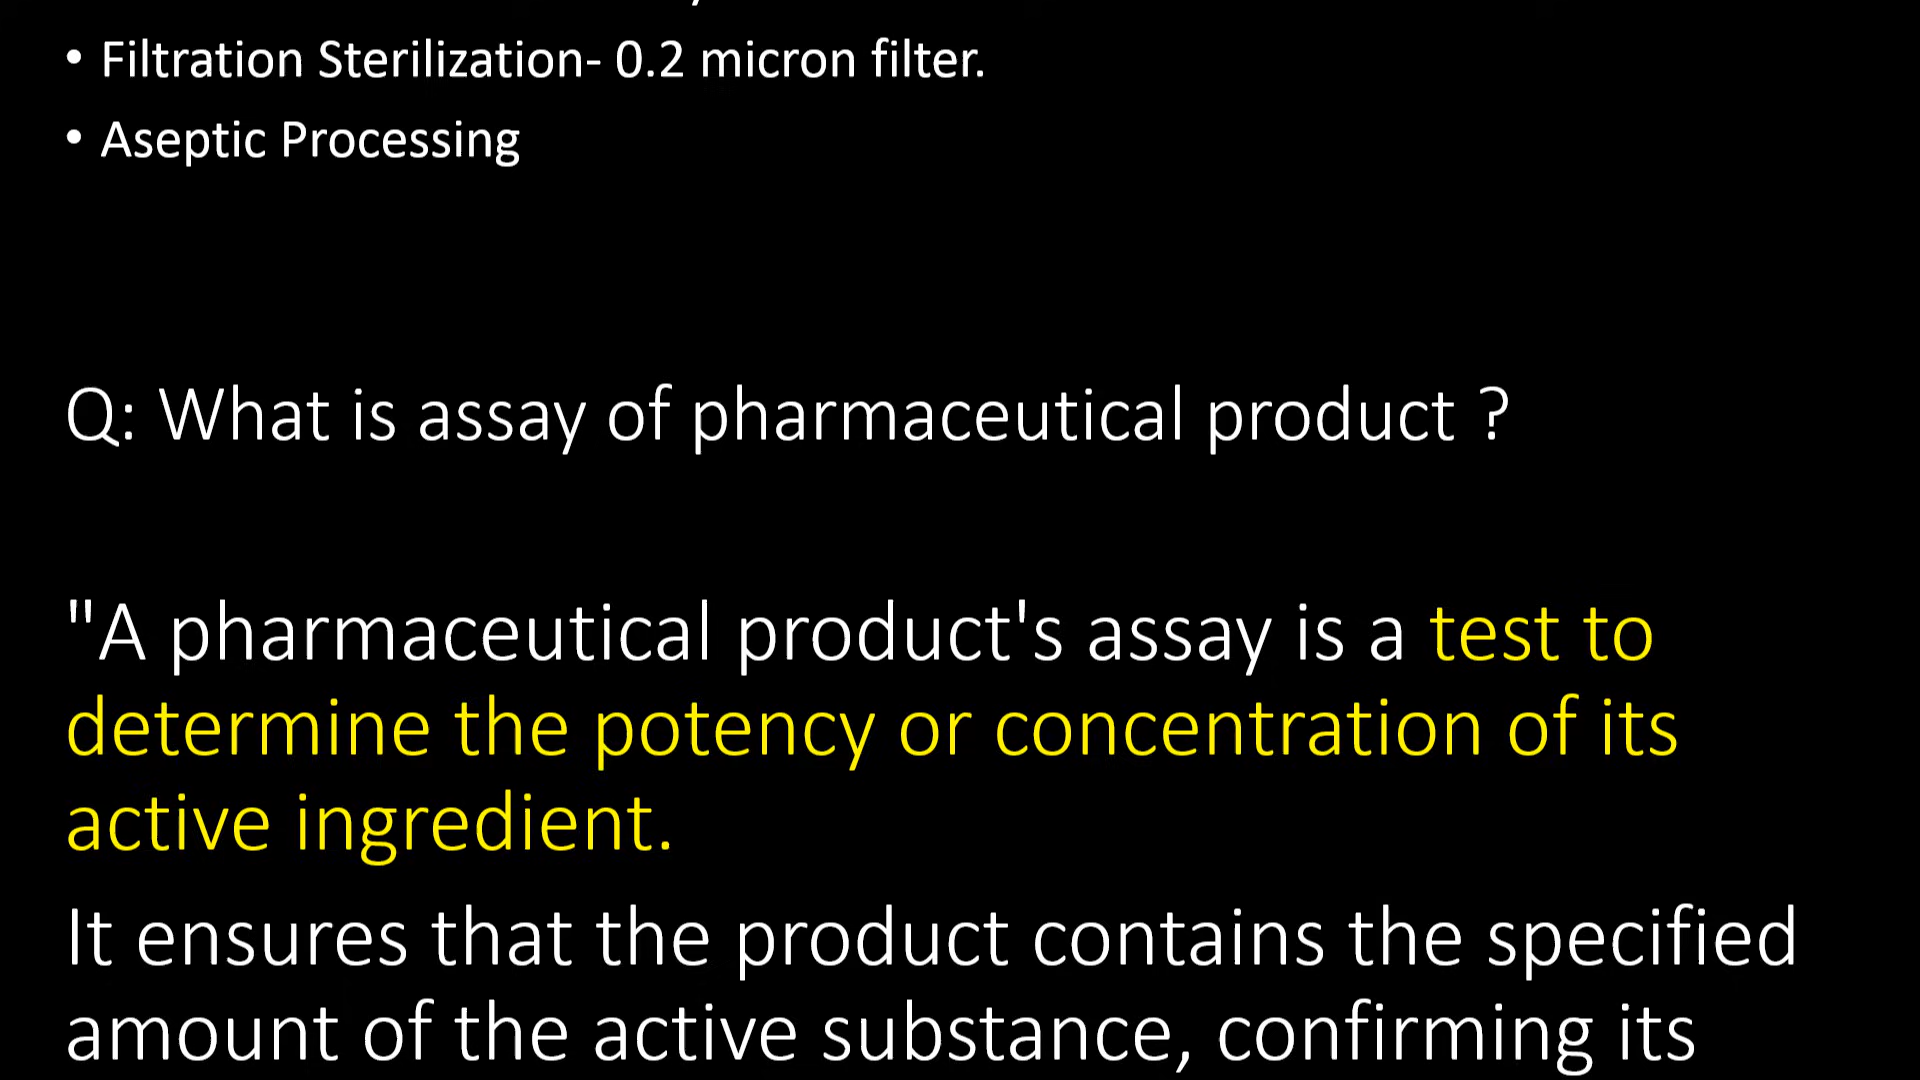 • Filtration Sterilization- 0.2 micron filter.
• Aseptic Processing
Q: What is assay of pharmaceutical product ?
"A pharmaceutical product's assay is a test to
determine the potency or concentration of its
active ingredient.
It ensures that the product contains the specified
amount of the active substance, confirming its